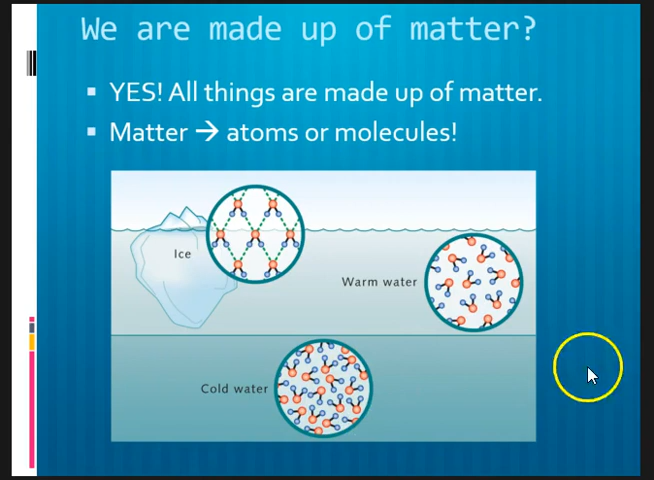 We are made up of matter?
YES! All things are made up of matter.
Matter → atoms or molecules!
Ice
Warm water
Cold water